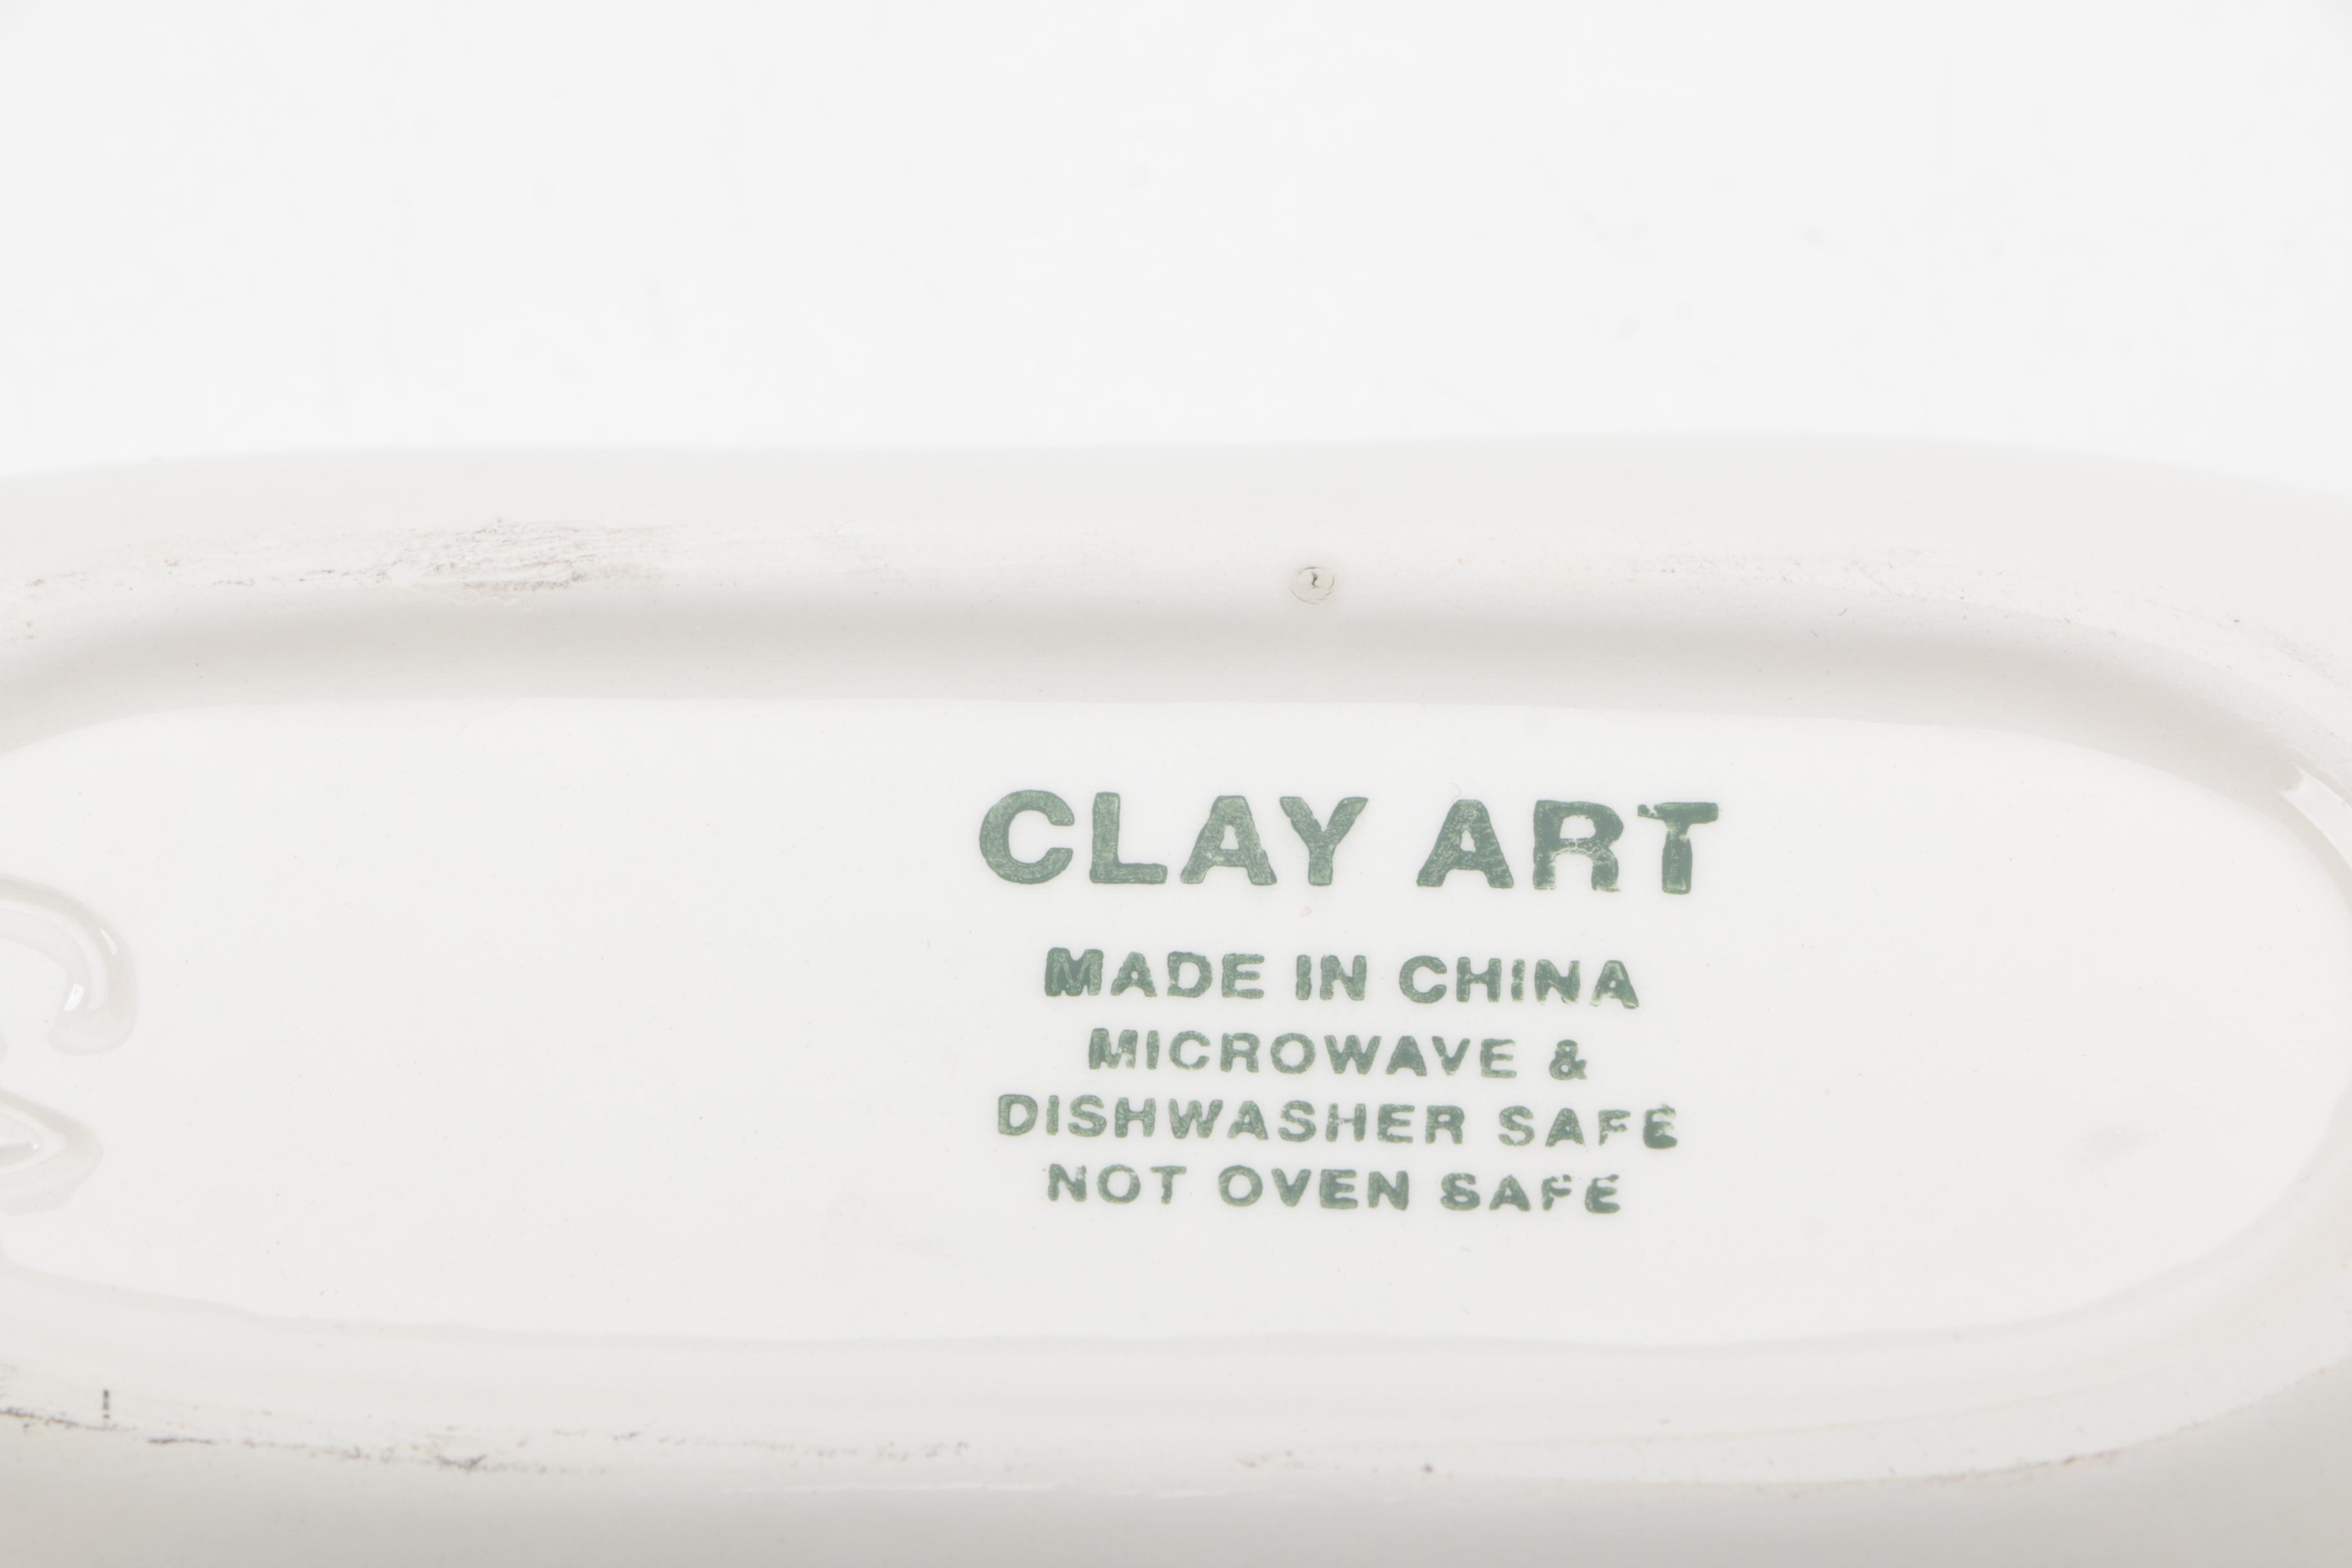 CLAY ART
MADE IN CHINA
MICROWAVE &
DISHWASHER SAFE
NOT OVEN SAFE